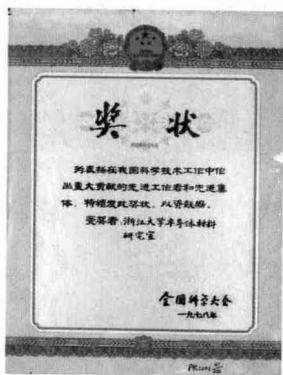 奖状
为表扬在我国科学技术工作中作
出重大贡献的先进工作者和先进集
体，特颁发此奖状，以资鼓励。
受奖者：浙江大学半导体材料
研究室
全国科学大会
一九七八年